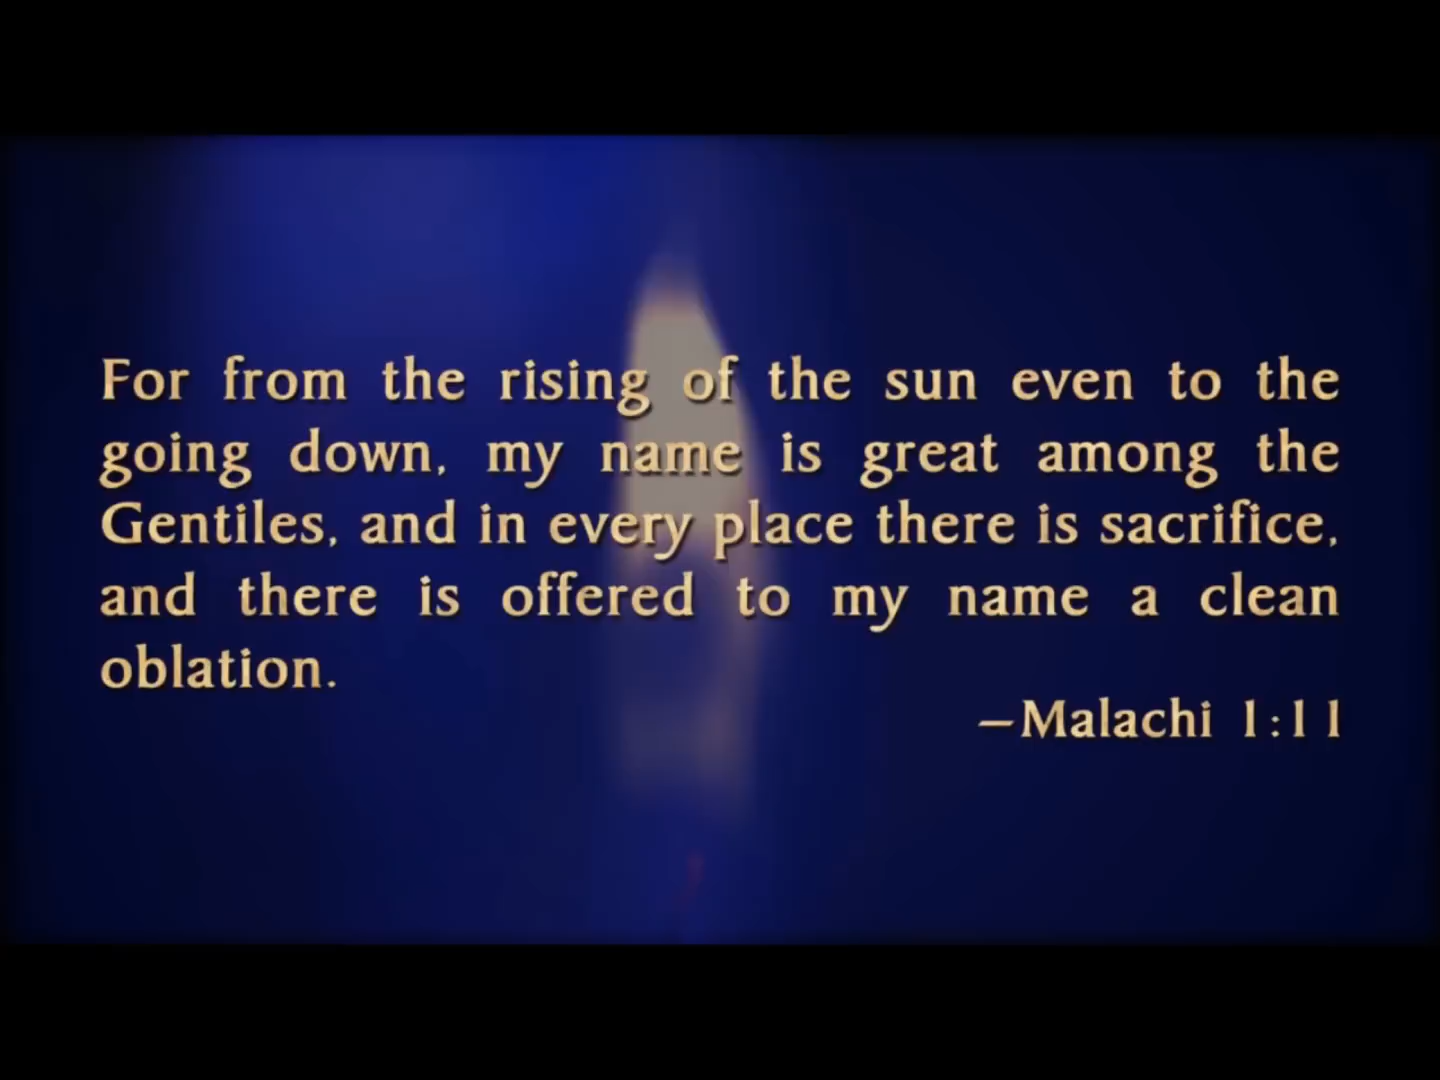 For from the rising of the sun even to the
going down, my name is great among the
Gentiles, and in every place there is sacrifice,
and there is offered to my name a clean
oblation.
—Malachi 1:11